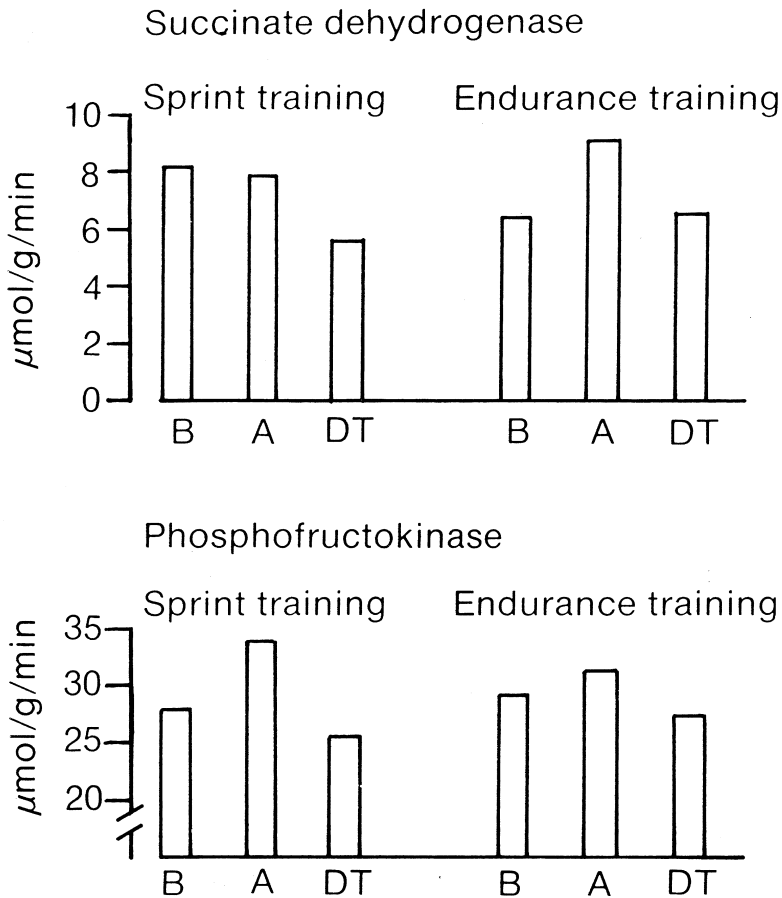 Succinate dehydrogenase
Sprint training Endurance training
10
8
6
4
2
0
μmol/g/min
B A DT B A DT
Phosphofructokinase
Sprint training Endurance training
35
30
25
20
μmol/g/min
B A DT B A DT